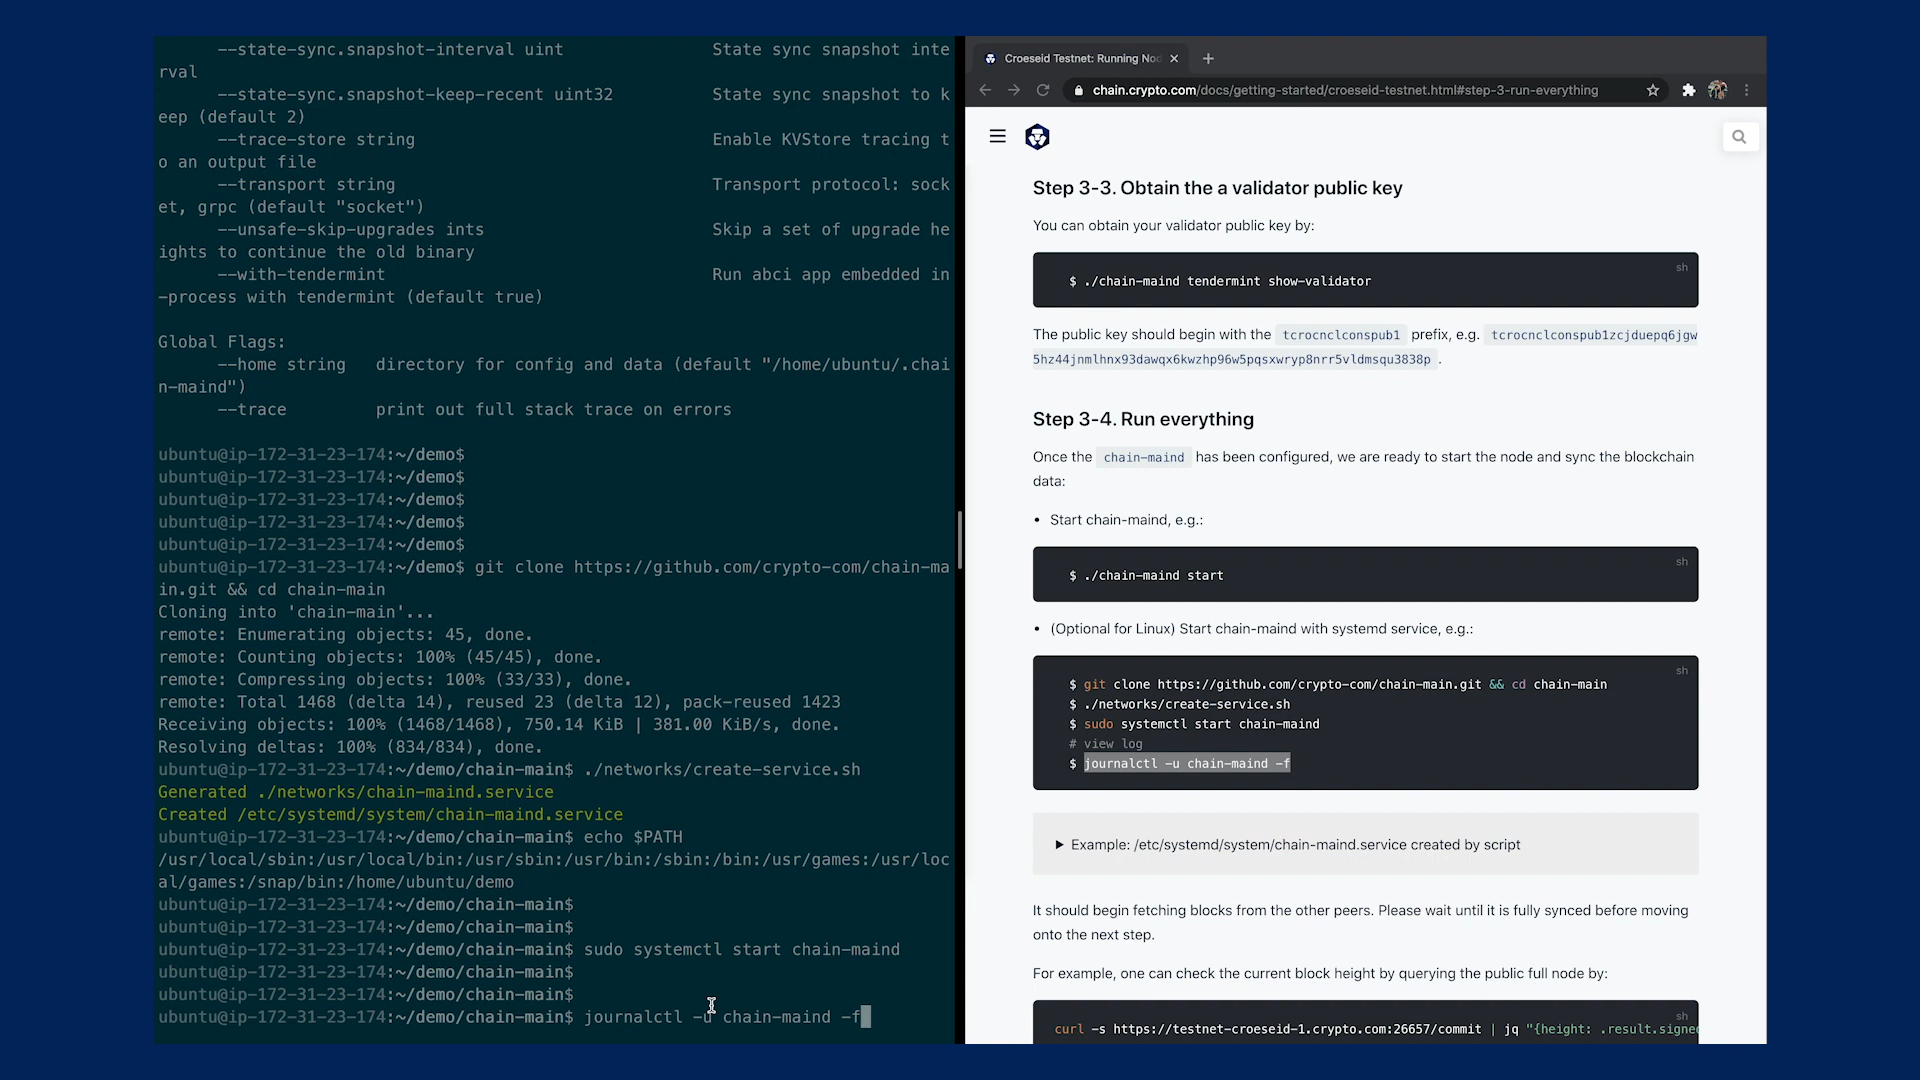 --state-sync.snapshot-interval uint State sync snapshot inte
rval
--state-sync.snapshot-keep-recent uint32 State sync snapshot to k
eep (default 2)
--trace-store string Enable KVStore tracing t
o an output file
--transport string Transport protocol: sock
et, grpc (default "socket")
--unsafe-skip-upgrades ints Skip a set of upgrade he
ights to continue the old binary
--with-tendermint Run abci app embedded in
-process with tendermint (default true)
Global Flags:
--home string directory for config and data (default "/home/ubuntu/.chai
n-maind")
--trace print out full stack trace on errors
ubuntu@ip-172-31-23-174:~/demo$
ubuntu@ip-172-31-23-174:~/demo$
ubuntu@ip-172-31-23-174:~/demo$
ubuntu@ip-172-31-23-174:~/demo$
ubuntu@ip-172-31-23-174:~/demo$
ubuntu@ip-172-31-23-174:~/demo$ git clone https://github.com/crypto-com/chain-ma
in.git && cd chain-main
Cloning into 'chain-main'...
remote: Enumerating objects: 45, done.
remote: Counting objects: 100% (45/45), done.
remote: Compressing objects: 100% (33/33), done.
remote: Total 1468 (delta 14), reused 23 (delta 12), pack-reused 1423
Receiving objects: 100% (1468/1468), 750.14 KiB | 381.00 KiB/s, done.
Resolving deltas: 100% (834/834), done.
ubuntu@ip-172-31-23-174:~/demo/chain-main$ ./networks/create-service.sh
Generated ./networks/chain-maind.service
Created /etc/systemd/system/chain-maind.service
ubuntu@ip-172-31-23-174:~/demo/chain-main$ echo $PATH
/usr/local/sbin:/usr/local/bin:/usr/sbin:/usr/bin:/sbin:/bin:/usr/games:/usr/loc
al/games:/snap/bin:/home/ubuntu/demo
ubuntu@ip-172-31-23-174:~/demo/chain-main$
ubuntu@ip-172-31-23-174:~/demo/chain-main$
ubuntu@ip-172-31-23-174:~/demo/chain-main$ sudo systemctl start chain-maind
ubuntu@ip-172-31-23-174:~/demo/chain-main$
ubuntu@ip-172-31-23-174:~/demo/chain-main$
ubuntu@ip-172-31-23-174:~/demo/chain-main$ journalctl -u chain-maind -f
Croeseid Testnet: Running Nod
chain.crypto.com/docs/getting-started/croeseid-testnet.html#step-3-run-everything
Step 3-3. Obtain the a validator public key
You can obtain your validator public key by:
sh
$ ./chain-maind tendermint show-validator
The public key should begin with the tcrocnclconspub1 prefix, e.g. tcrocnclconspub1zcjduepq6jgw
5hz44jnmlhnx93dawqx6kwzhp96w5pqsxwryp8nrr5vldmsqu3838p .
Step 3-4. Run everything
Once the chain-maind has been configured, we are ready to start the node and sync the blockchain
data:
• Start chain-maind, e.g.:
sh
$ ./chain-maind start
• (Optional for Linux) Start chain-maind with systemd service, e.g.:
sh
$ git clone https://github.com/crypto-com/chain-main.git && cd chain-main
$ ./networks/create-service.sh
$ sudo systemctl start chain-maind
# view log
$ journalctl -u chain-maind -f
▶ Example: /etc/systemd/system/chain-maind.service created by script
It should begin fetching blocks from the other peers. Please wait until it is fully synced before moving
onto the next step.
For example, one can check the current block height by querying the public full node by:
sh
curl -s https://testnet-croeseid-1.crypto.com:26657/commit | jq "{height: .result.signe